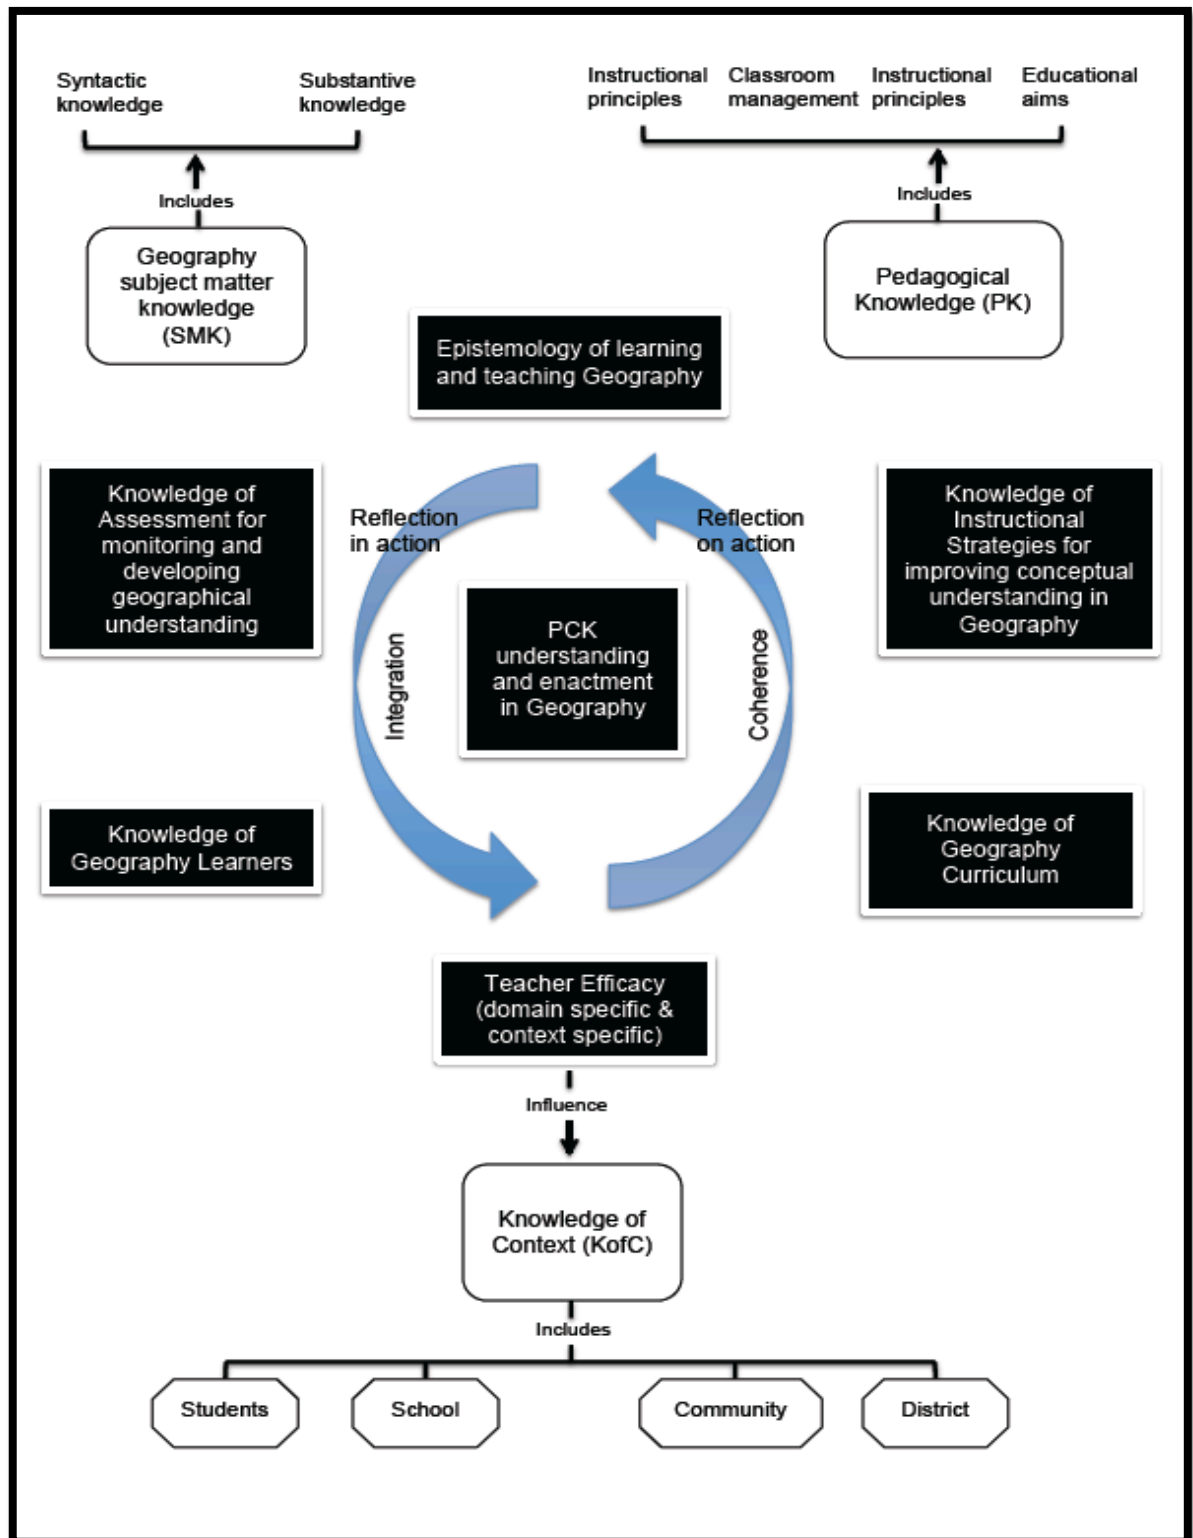 Syntactic
knowledge
Substantive
knowledge
Instructional
principles
Classroom
management
Instructional
principles
Educational
aims
Includes
Includes
Geography
subject matter
knowledge
(SMK)
Pedagogical
Knowledge (PK)
Epistemology of learning
and teaching Geography
Knowledge of
Assessment for
monitoring and
developing
geographical
understanding
Reflection
in action
Reflection
on action
Knowledge of
Instructional
Strategies for
improving conceptual
understanding in
Geography
Integration
PCK
understanding
and enactment
in Geography
Coherence
Knowledge of
Geography Learners
Knowledge of
Geography
Curriculum
Teacher Efficacy
(domain specific &
context specific)
Influence
Knowledge of
Context (KofC)
Includes
Students
School
Community
District